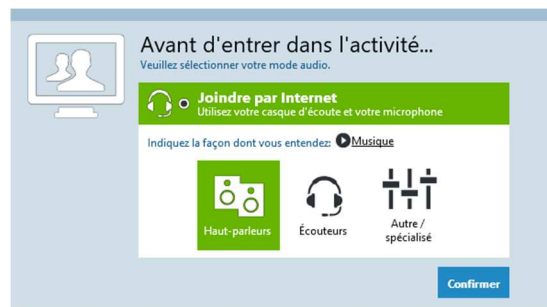 Avant d'entrer dans l'activité...
Veuillez sélectionner votre mode audio.
Joindre par Internet
Utilisez votre casque d'écoute et votre microphone
Indiquez la façon dont vous entendez: Musique
Haut-parleurs
Écouteurs
Autre /
spécialisé
Confirmer